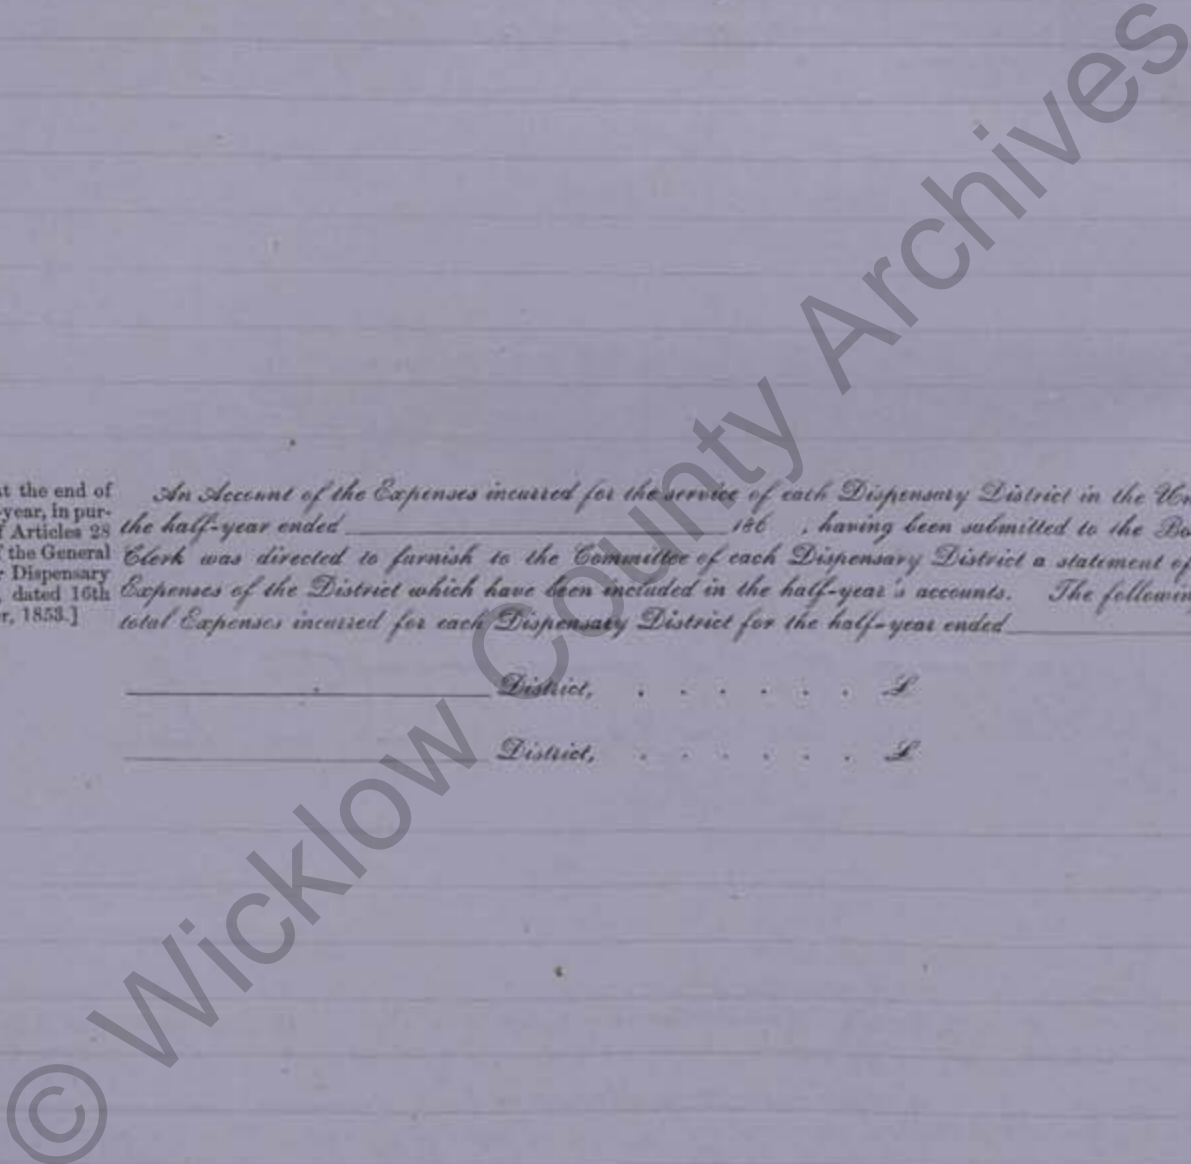 t the end of
-year, in pur-
f Articles 28
f the General
r Dispensary
, dated 16th
r, 1853.]
An Account of the Expenses incurred for the service of each Dispensary District in the Un
the half-year ended 186 , having been submitted to the Bo
Clerk was directed to furnish to the Committee of each Dispensary District a statement of
Expenses of the District which have been included in the half-year's accounts. The followin
total Expenses incurred for each Dispensary District for the half-year ended
District, . . . . . . £
District, . . . . . . £
© Wicklow County Archives